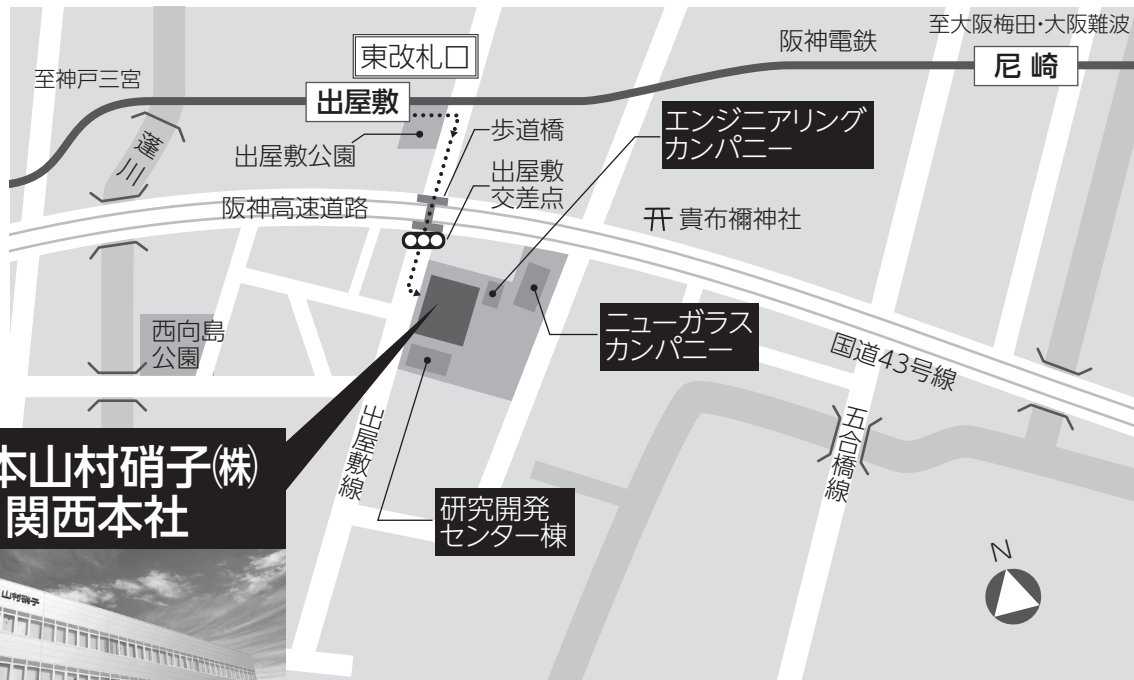 至大阪梅田・大阪難波
阪神電鉄
尼崎
東改札口
至神戸三宮
出屋敷
蓬川
出屋敷公園
歩道橋
出屋敷
交差点
エンジニアリング
カンパニー
阪神高速道路
貴布禰神社
西向島
公園
ニューガラス
カンパニー
国道43号線
出屋敷線
五合橋線
本山村硝子㈱
関西本社
研究開発
センター棟
N
山村硝子